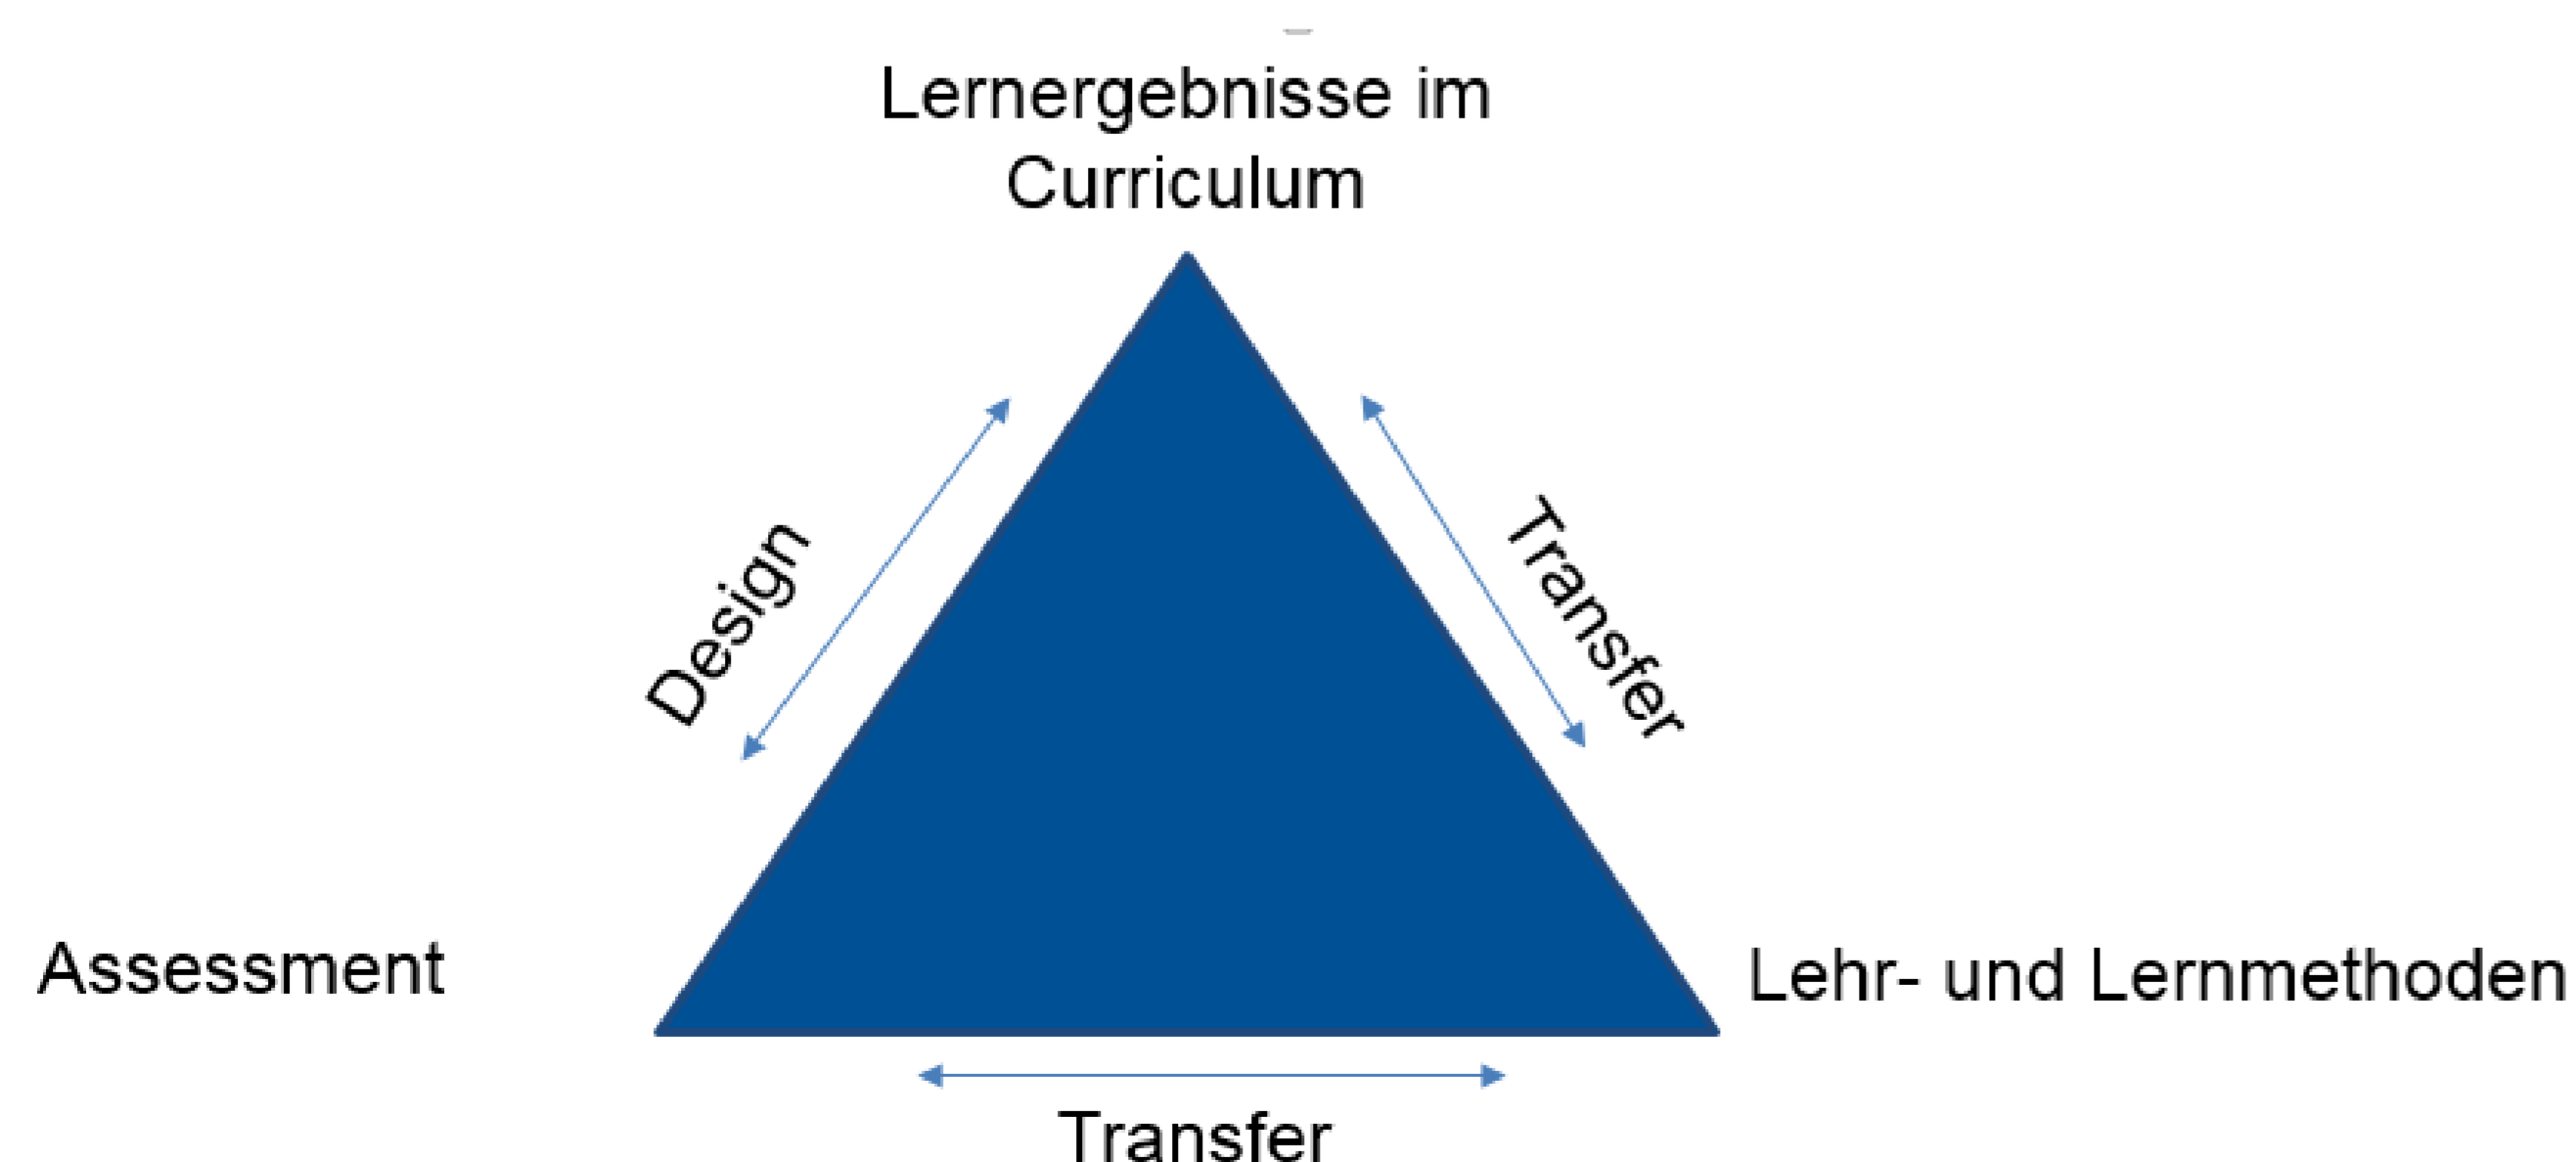 Lernergebnisse im
Curriculum
Design
Transfer
Assessment
Lehr- und Lernmethoden
Transfer